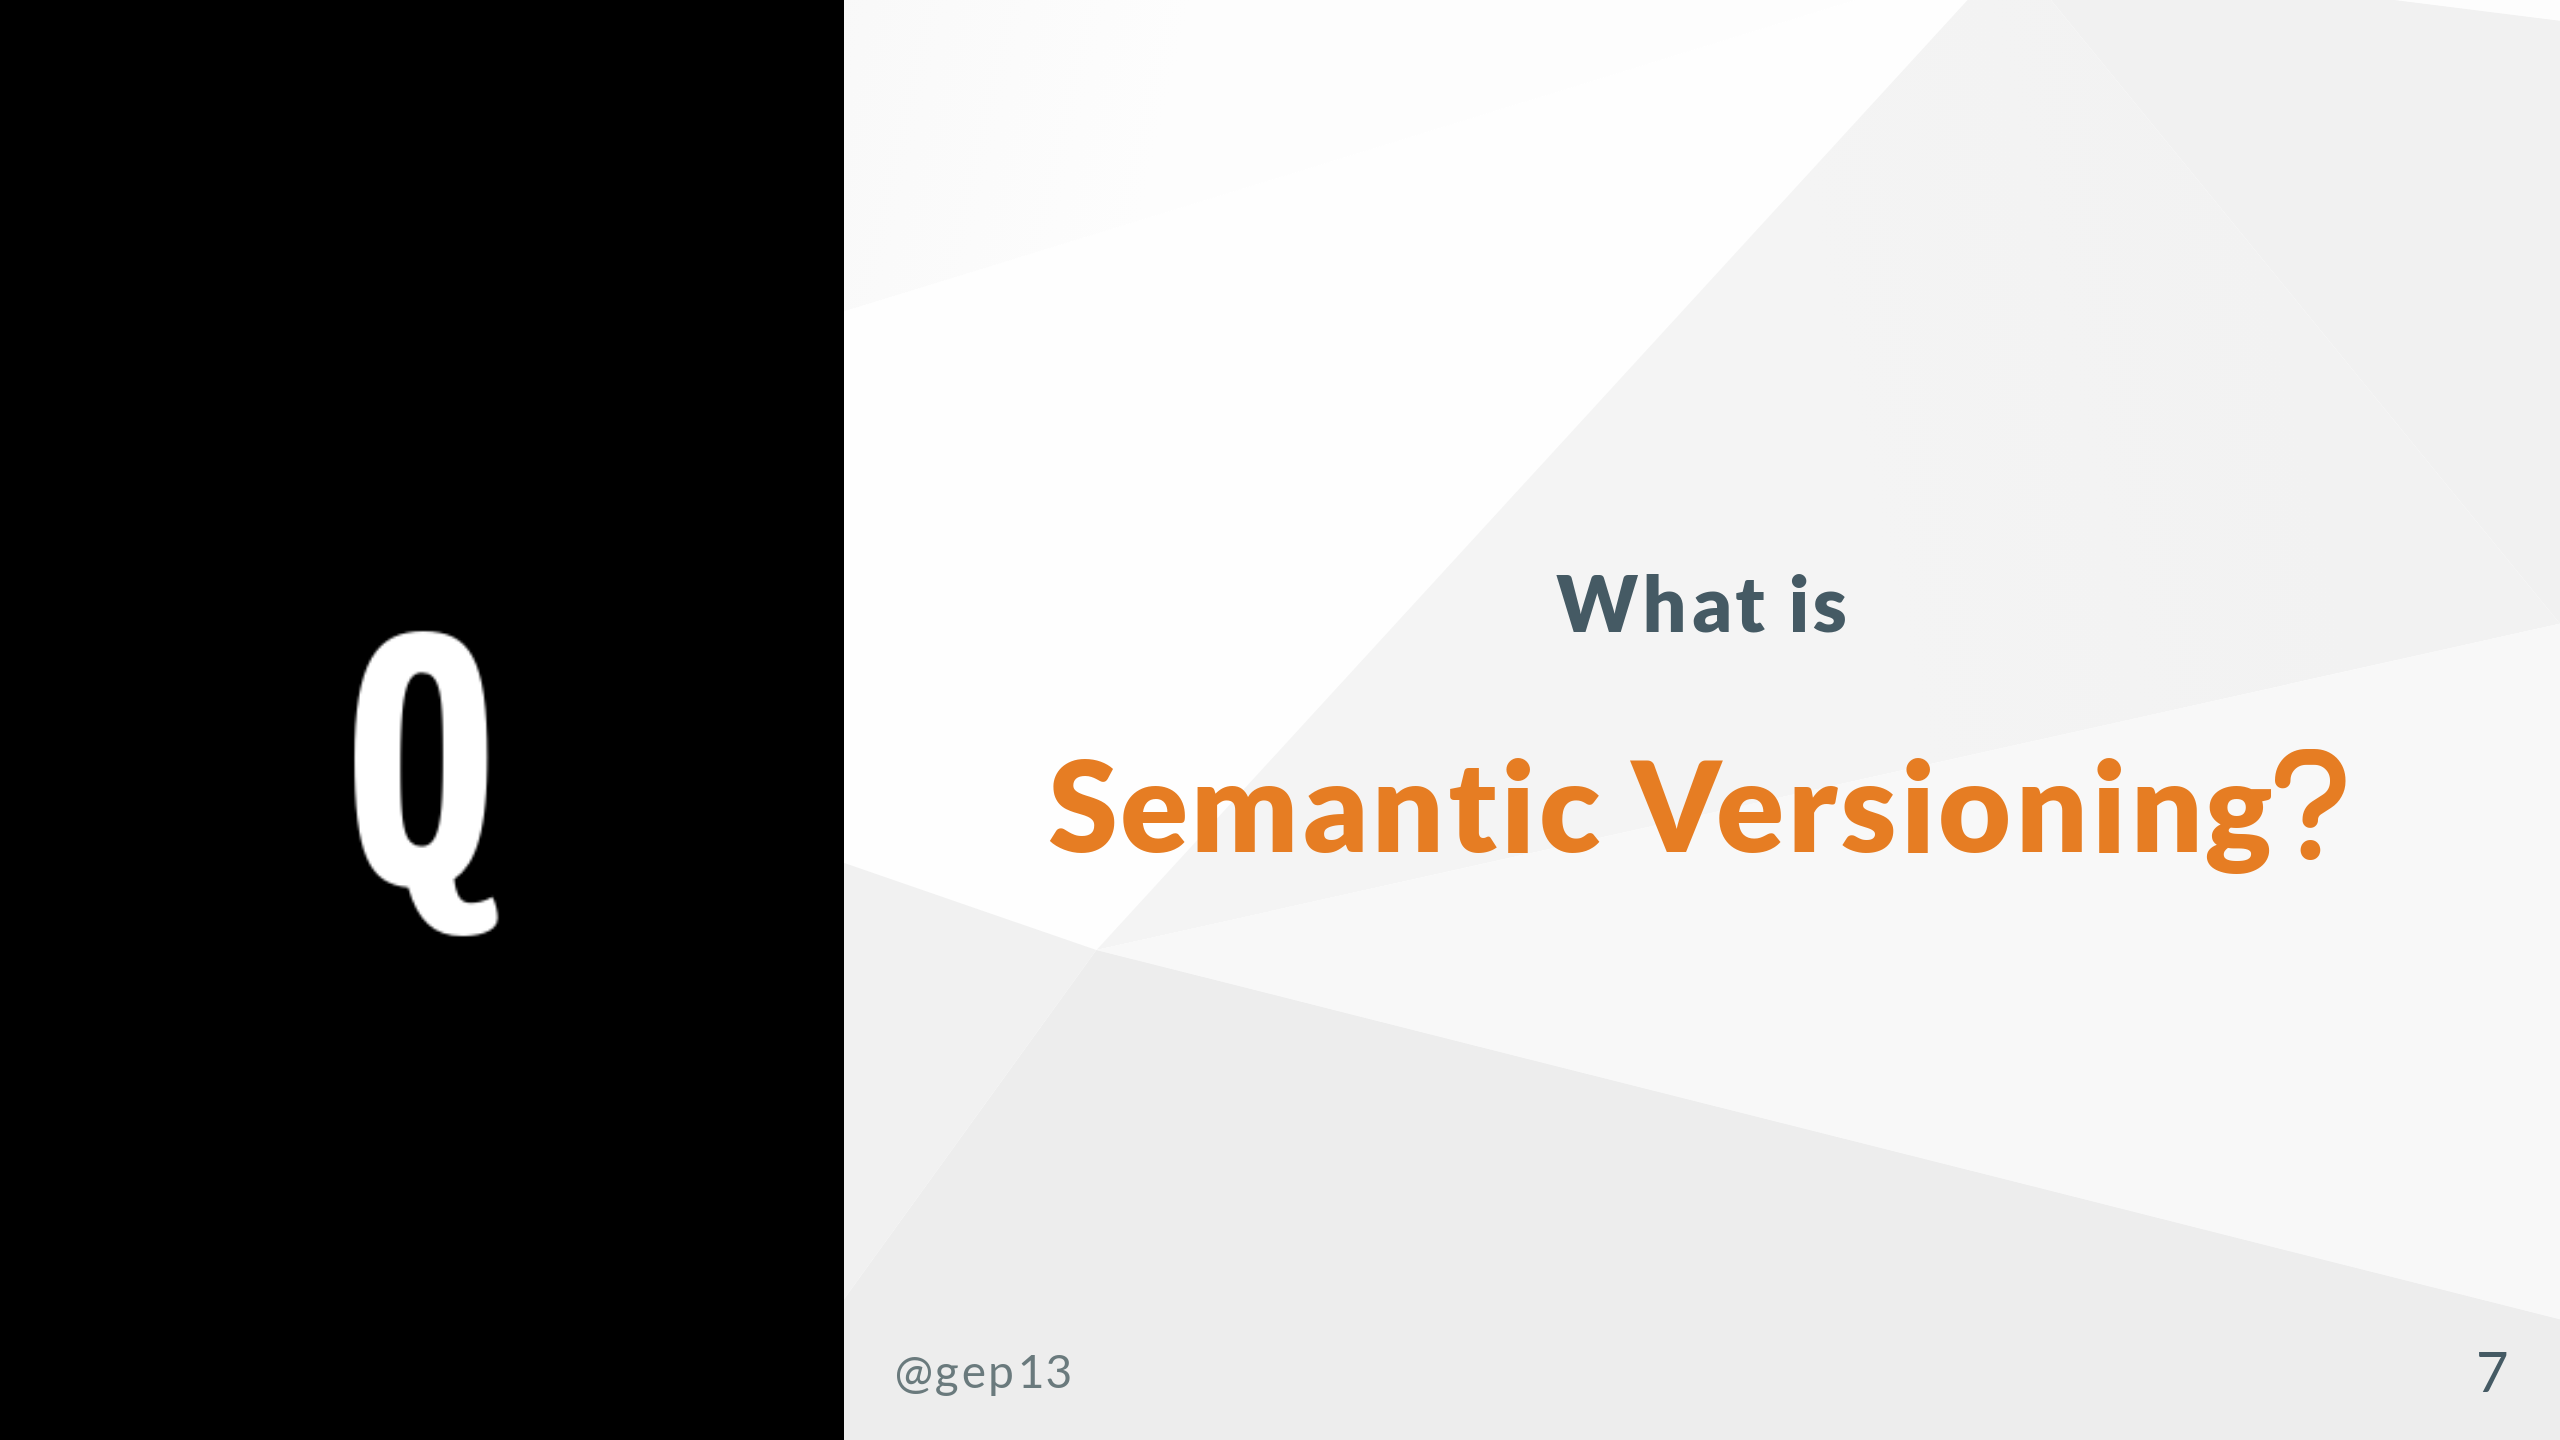 Q
What is
Semantic Versioning?
@gep13
7